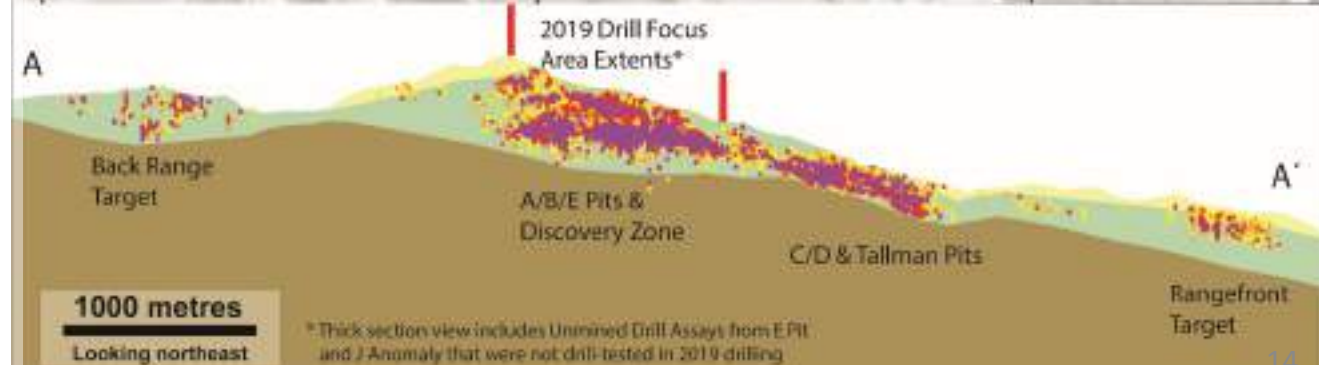 2019 Drill Focus
Area Extents*
A
A´
Back Range
Target
A/B/E Pits &
Discovery Zone
C/D & Tallman Pits
Rangefront
Target
1000 metres
Looking northeast
* Thick section view includes Unmined Drill Assays from E Pit
and J Anomaly that were not drill-tested in 2019 drilling
14